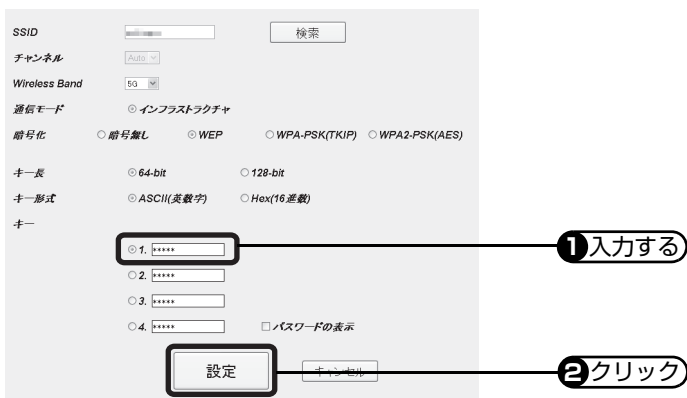 SSID 検索
チャンネル Auto
Wireless Band 5G
通信モード インフラストラクチャ
暗号化 暗号無し WEP WPA-PSK(TKIP) WPA2-PSK(AES)
キー長 64-bit 128-bit
キー形式 ASCII(英数字) Hex(16進数)
キー
1. *****
❶入力する
2. *****
3. *****
4. ***** パスワードの表示
設定 キャンセル
❷クリック